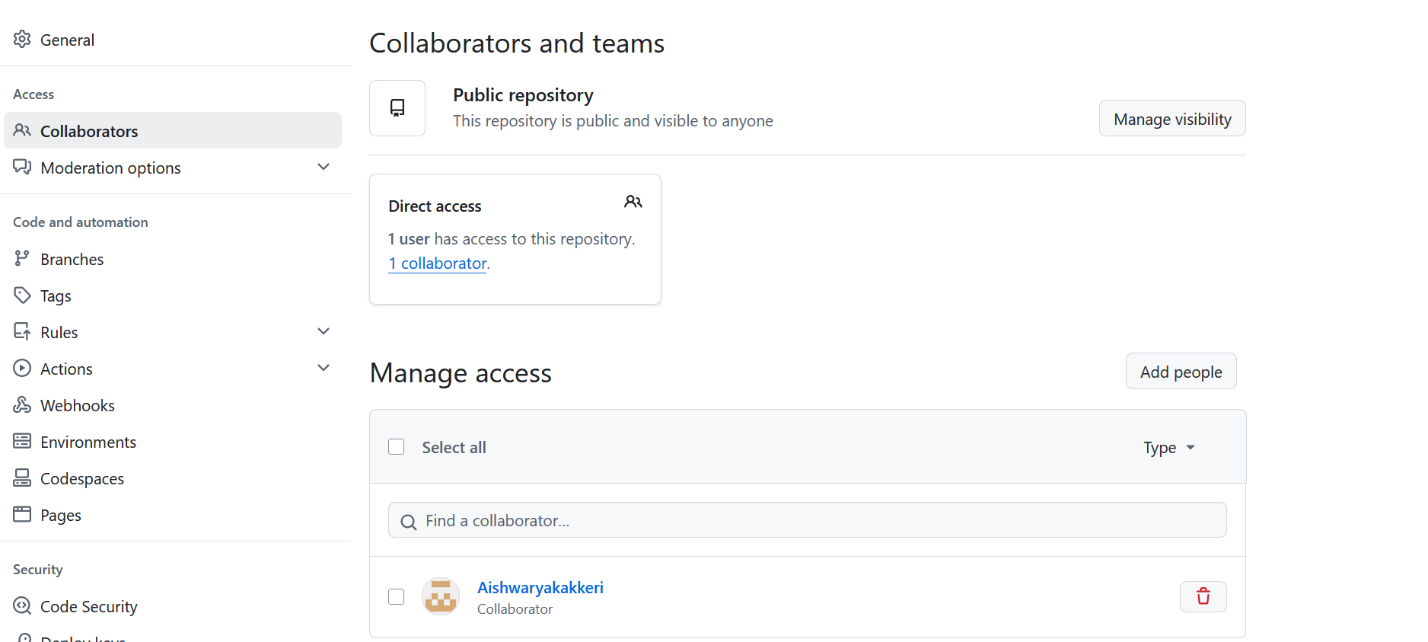 General
Access
Collaborators
Moderation options
Code and automation
Branches
Tags
Rules
Actions
Webhooks
Environments
Codespaces
Pages
Security
Code Security
Deploy keys
Collaborators and teams
Public repository
This repository is public and visible to anyone
Manage visibility
Direct access
1 user has access to this repository.
1 collaborator.
Manage access
Add people
Select all
Type
Find a collaborator...
Aishwaryakakkeri
Collaborator